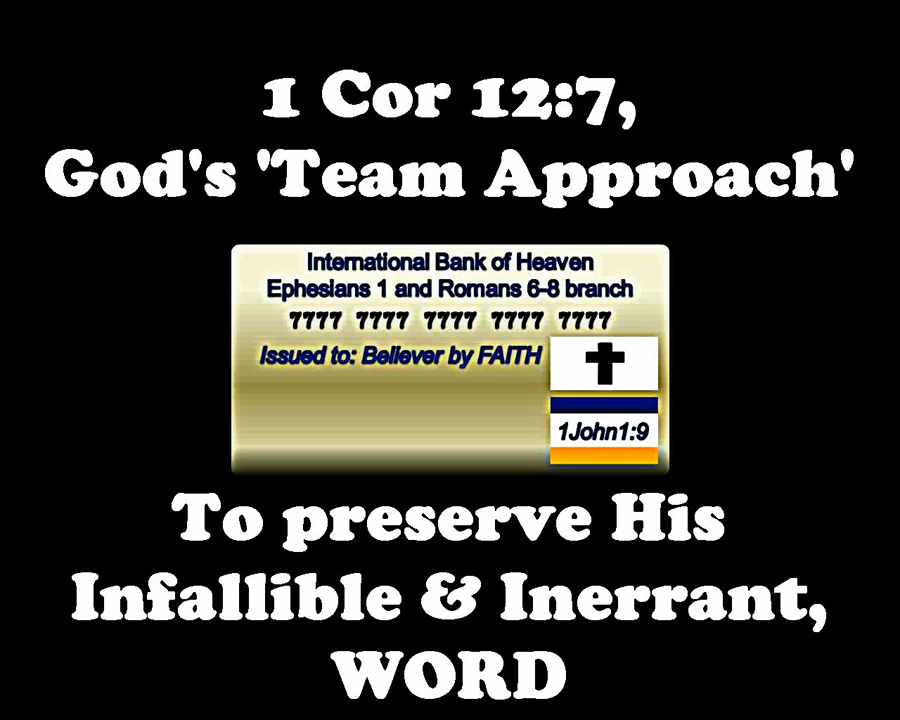 1 Cor 12:7,
God's 'Team Approach'
International Bank of Heaven
Ephesians 1 and Romans 6-8 branch
7777 7777 7777 7777 7777
Issued to: Believer by FAITH
1John1:9
To preserve His
Infallible & Inerrant,
WORD